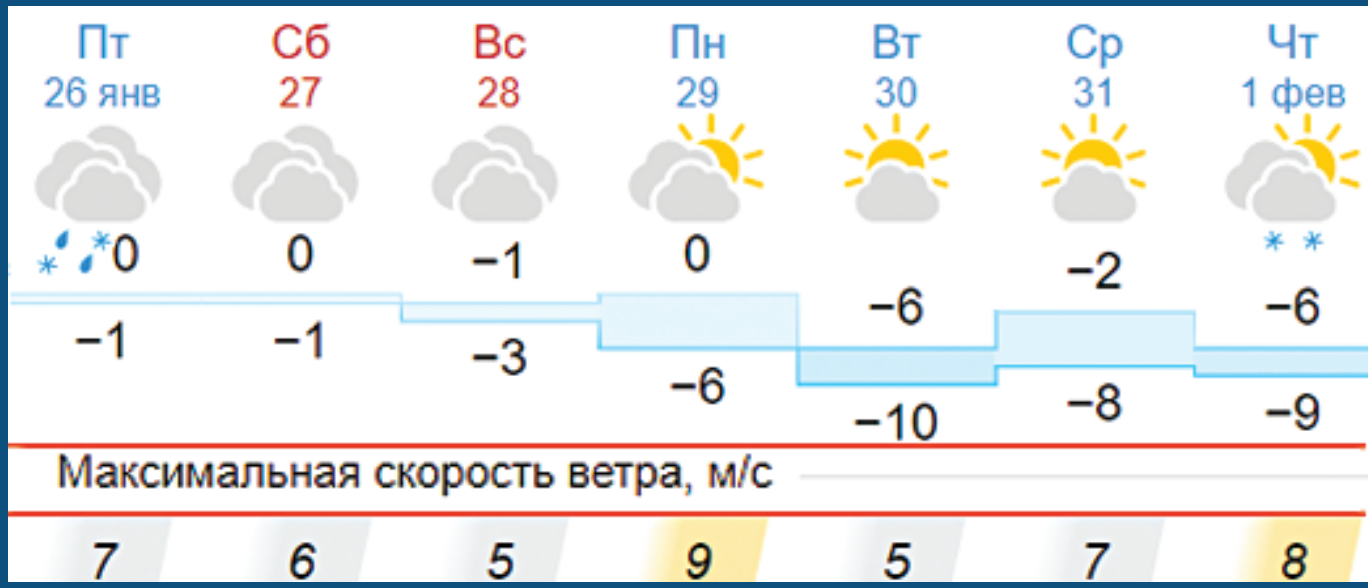 Пт Сб Вс Пн Вт Ср Чт
26 янв 27 28 29 30 31 1 фев
0 0 −1 0 −6 −2 −6
−1 −1 −3 −6 −10 −8 −9
Максимальная скорость ветра, м/с
7 6 5 9 5 7 8